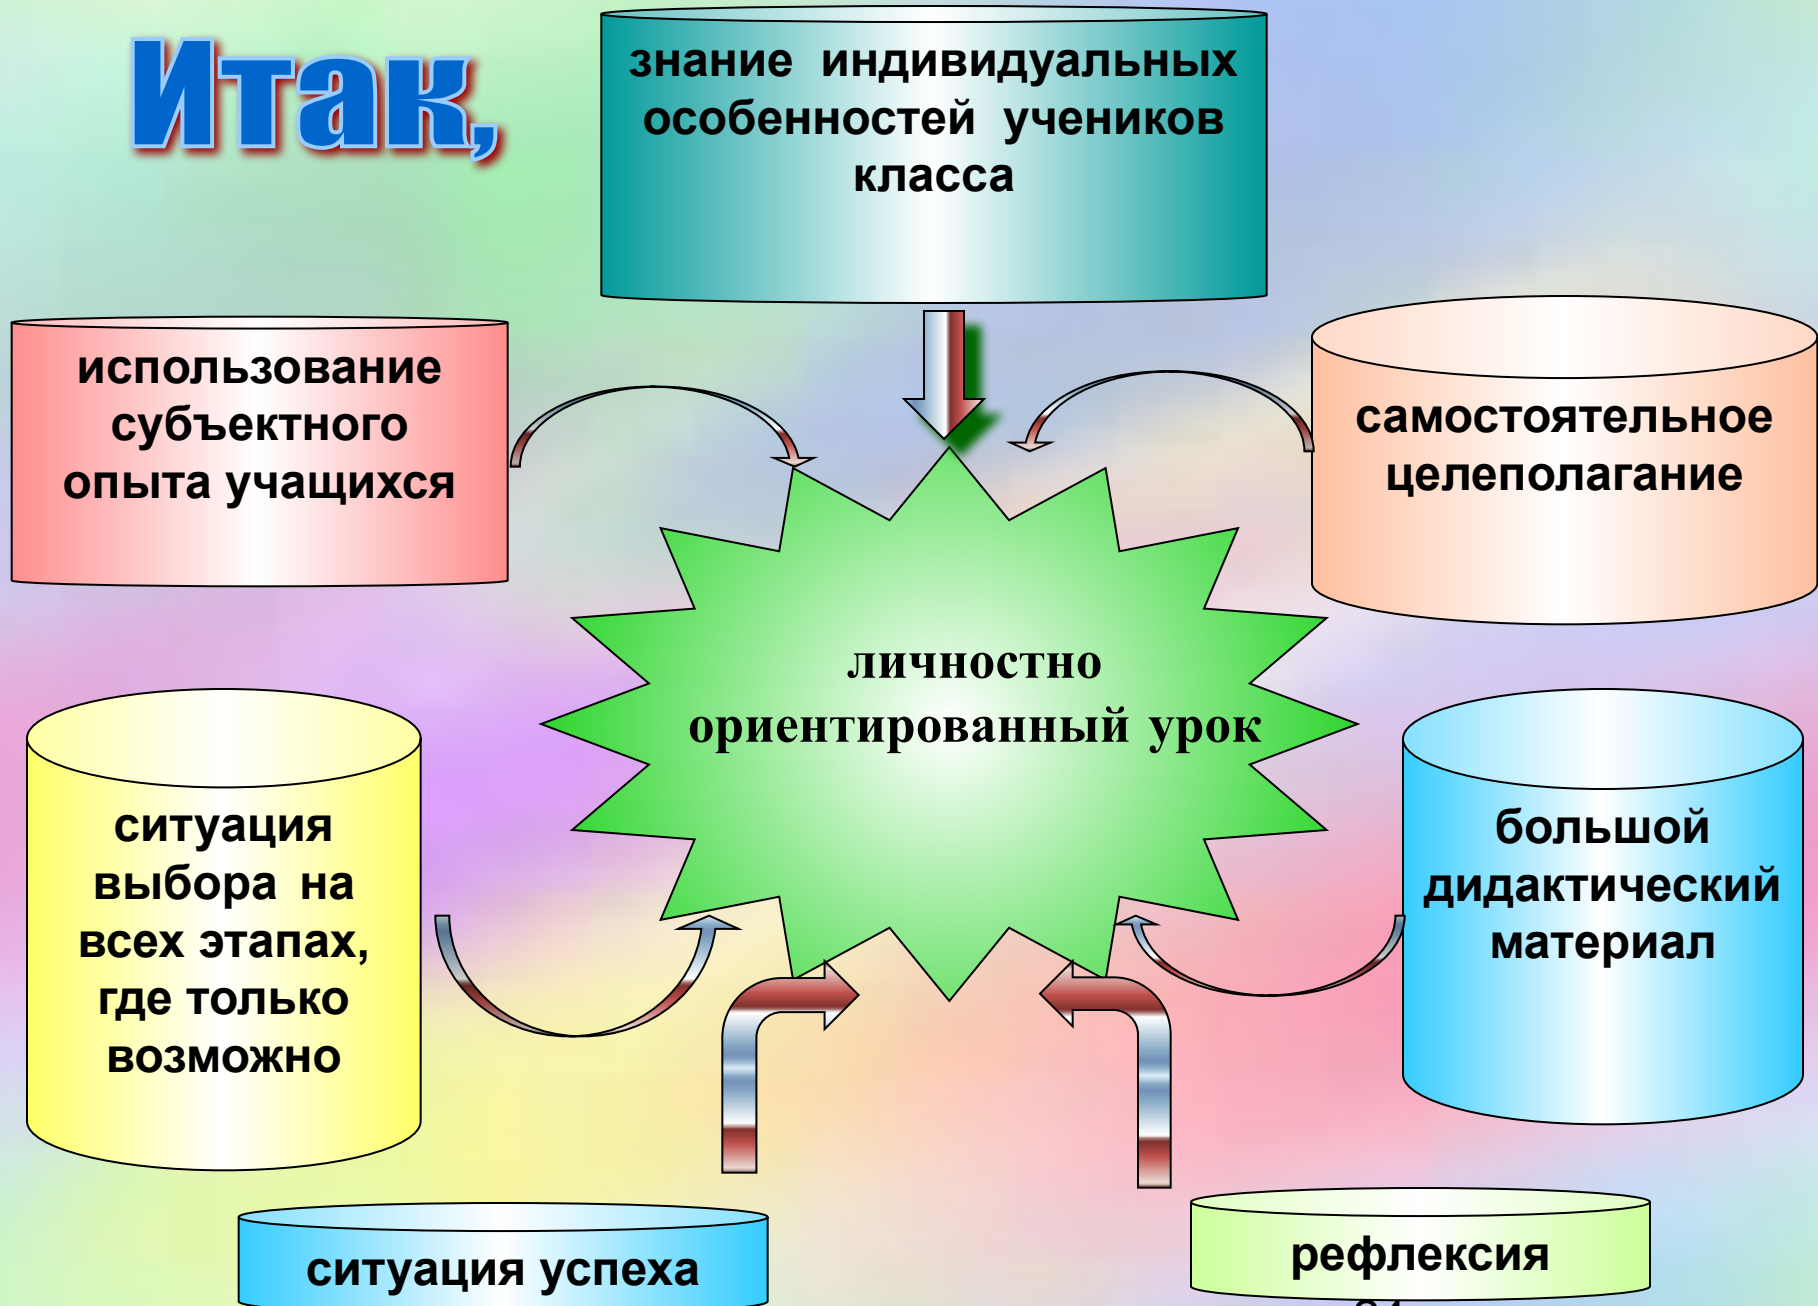 Итак,
знание индивидуальных
особенностей учеников
класса
использование
субъектного
опыта учащихся
самостоятельное
целеполагание
личностно
ориентированный урок
ситуация
выбора на
всех этапах,
где только
возможно
большой
дидактический
материал
ситуация успеха
рефлексия